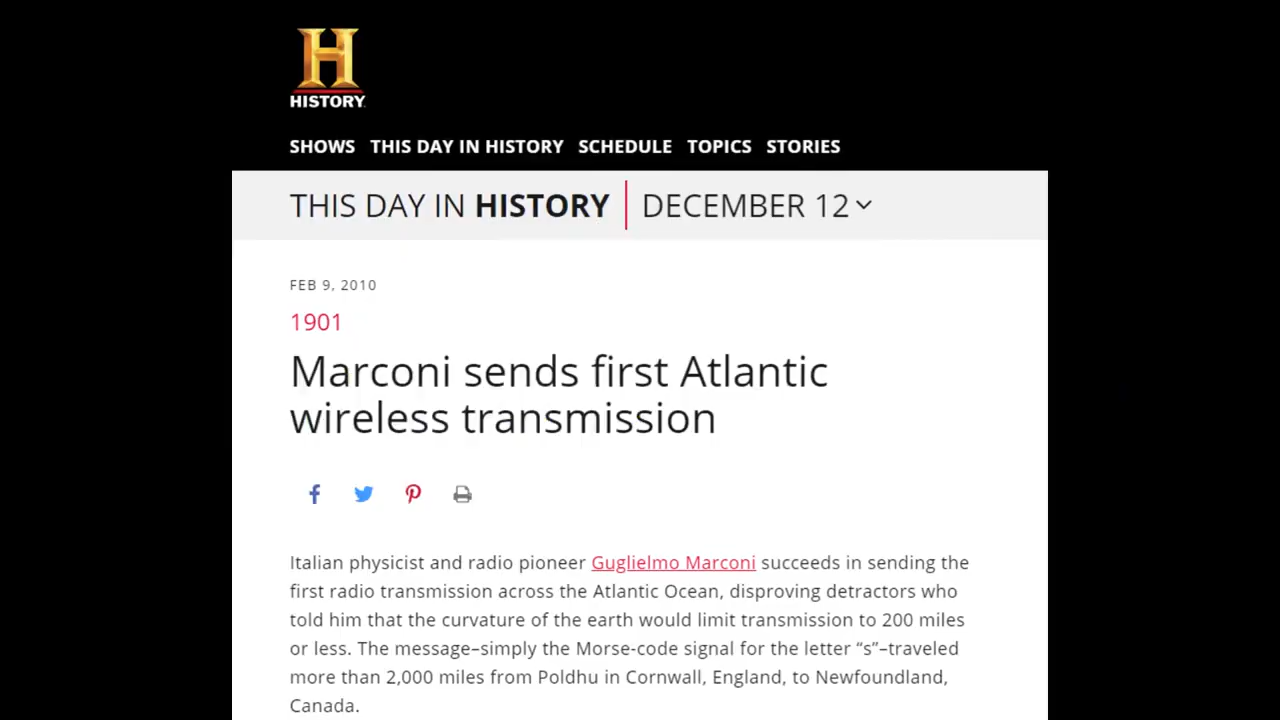 H
HISTORY
SHOWS THIS DAY IN HISTORY SCHEDULE TOPICS STORIES
THIS DAY IN HISTORY DECEMBER 12
FEB 9, 2010
1901
Marconi sends first Atlantic
wireless transmission
Italian physicist and radio pioneer Guglielmo Marconi succeeds in sending the
first radio transmission across the Atlantic Ocean, disproving detractors who
told him that the curvature of the earth would limit transmission to 200 miles
or less. The message–simply the Morse-code signal for the letter “s”–traveled
more than 2,000 miles from Poldhu in Cornwall, England, to Newfoundland,
Canada.